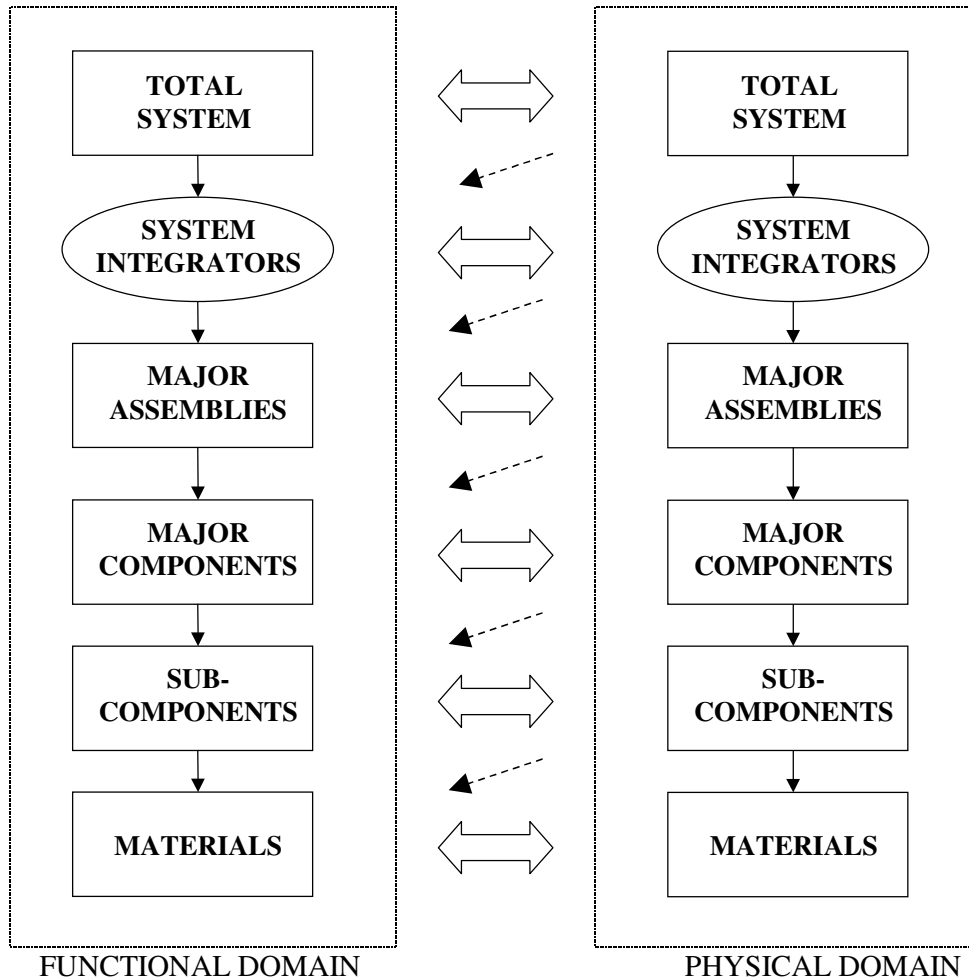 TOTAL
SYSTEM
SYSTEM
INTEGRATORS
MAJOR
ASSEMBLIES
MAJOR
COMPONENTS
SUB-
COMPONENTS
MATERIALS
FUNCTIONAL DOMAIN
TOTAL
SYSTEM
SYSTEM
INTEGRATORS
MAJOR
ASSEMBLIES
MAJOR
COMPONENTS
SUB-
COMPONENTS
MATERIALS
PHYSICAL DOMAIN